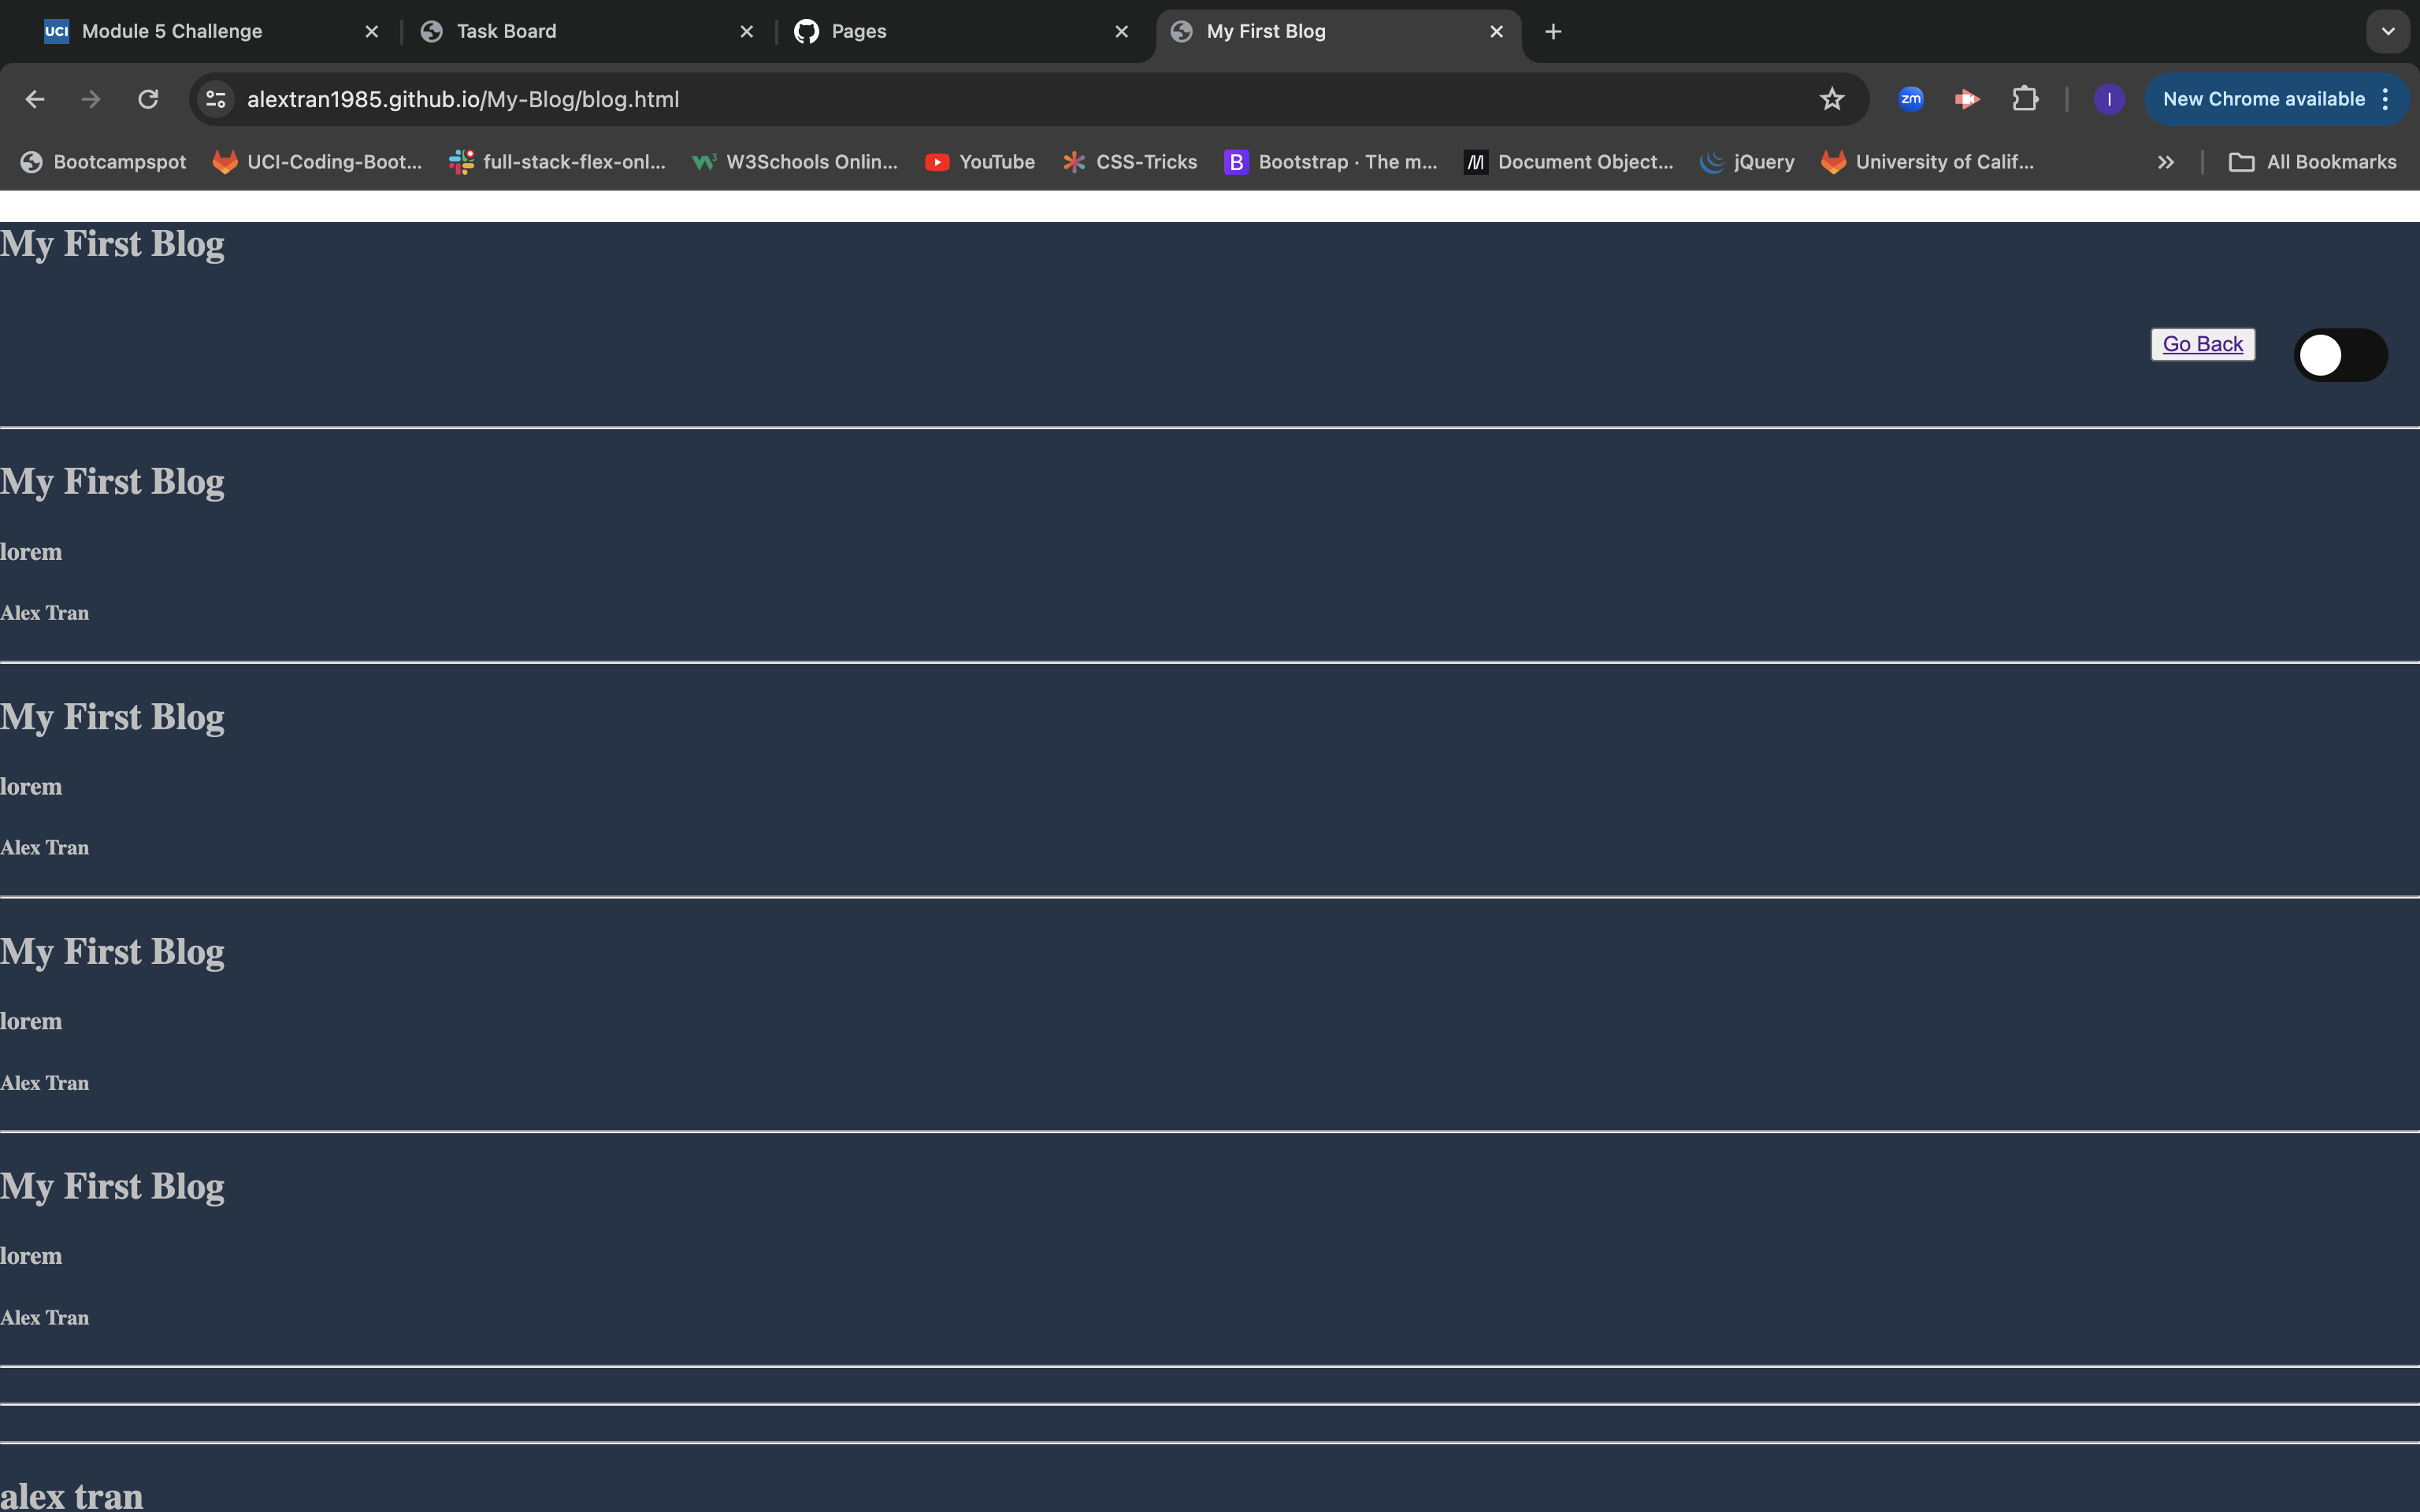 UCI Module 5 Challenge Task Board Pages My First Blog
alextran1985.github.io/My-Blog/blog.html zm I New Chrome available
Bootcampspot UCI-Coding-Boot... full-stack-flex-onl... W3Schools Onlin... YouTube CSS-Tricks B Bootstrap · The m... Document Object... jQuery University of Calif... All Bookmarks
My First Blog
Go Back
My First Blog
lorem
Alex Tran
My First Blog
lorem
Alex Tran
My First Blog
lorem
Alex Tran
My First Blog
lorem
Alex Tran
alex tran